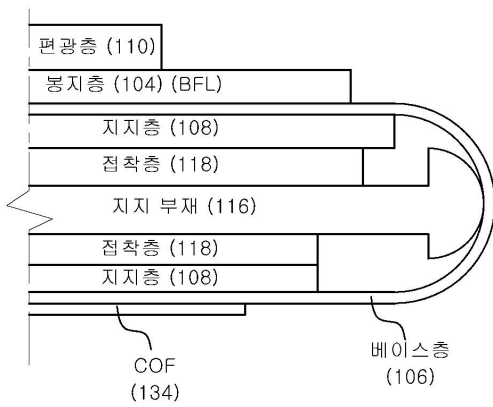 편광층 (110)
봉지층 (104) (BFL)
지지층 (108)
접착층 (118)
지지 부재 (116)
접착층 (118)
지지층 (108)
베이스층
(106)
COF
(134)